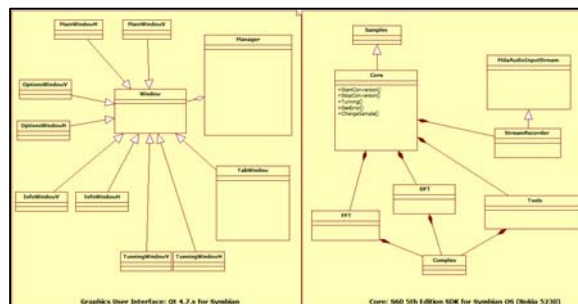 MainWindowH
MainWindowV
Manager
OptionsWindowV
Window
OptionsWindowH
InfoWindowV
InfoWindowH
TabWindow
TunningWindowV
TunningWindowH
Graphics User Interface: Qt 4.7.x for Symbian
Samples
Core
+StartConversion()
+StopConversion()
+Tunning()
+GetError()
+ChangeSample()
MdaAudioInputStream
StreamRecorder
FFT
DFT
Tools
Complex
Core: S60 5th Edition SDK for Symbian OS (Nokia 5230)